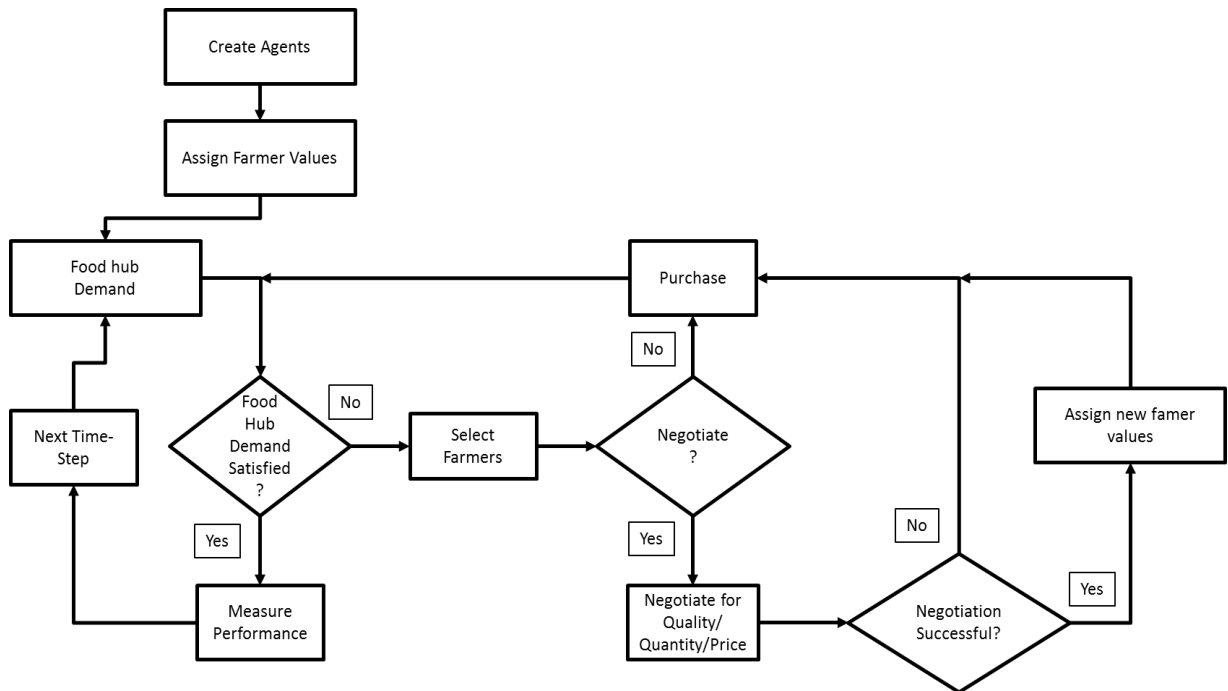 Create Agents
Assign Farmer Values
Food hub
Demand
Purchase
No
Food
Hub
Demand
Satisfied
?
No
Next Time-
Step
Select
Farmers
Negotiate
?
Assign new famer
values
Yes
Yes
No
Measure
Performance
Negotiate for
Quality/
Quantity/Price
Negotiation
Successful?
Yes